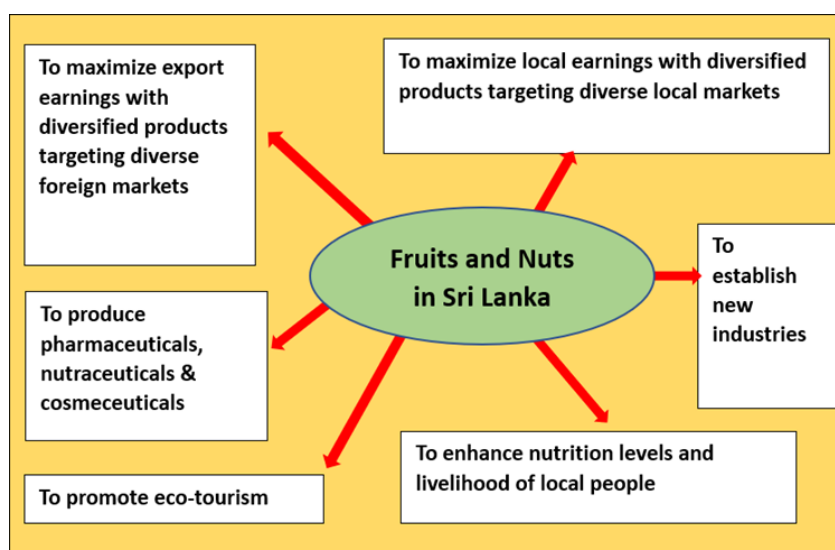 To maximize export
earnings with
diversified products
targeting diverse
foreign markets
To maximize local earnings with diversified
products targeting diverse local markets
Fruits and Nuts
in Sri Lanka
To
establish
new
industries
To produce
pharmaceuticals,
nutraceuticals &
cosmeceuticals
To enhance nutrition levels and
livelihood of local people
To promote eco-tourism